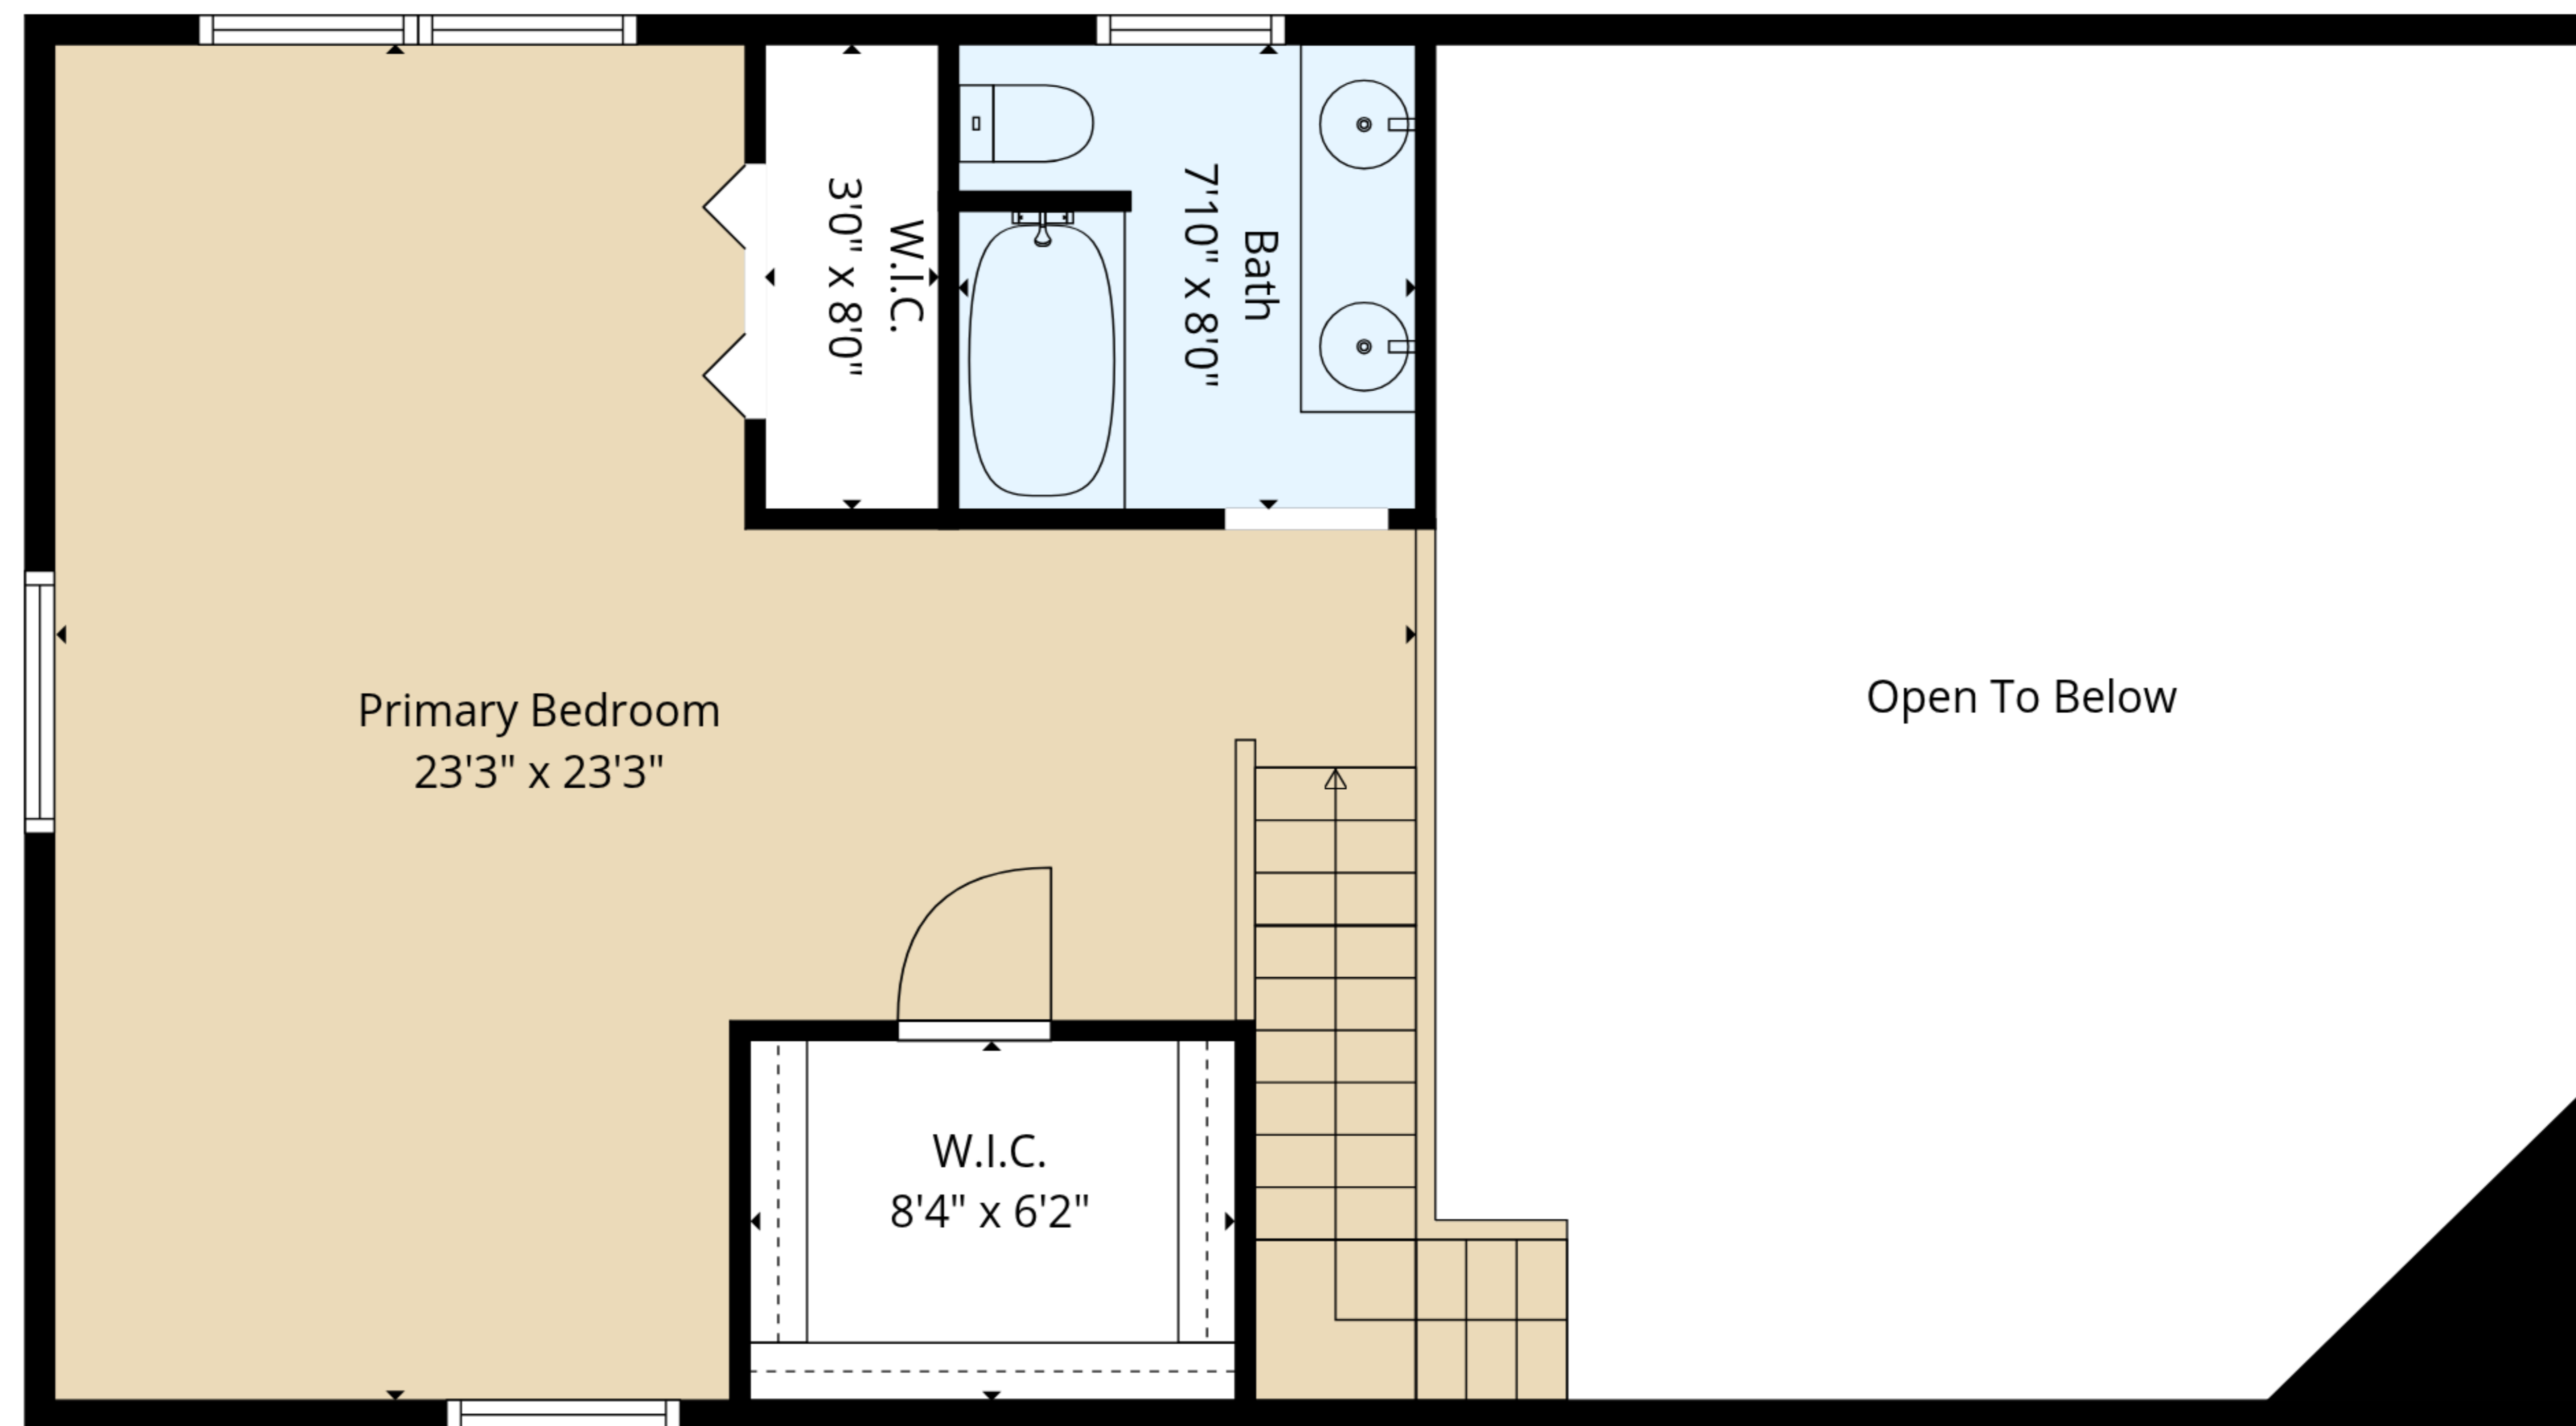 W.I.C.
3'0" x 8'0"
Bath
7'10" x 8'0"
Primary Bedroom
23'3" x 23'3"
Open To Below
W.I.C.
8'4" x 6'2"